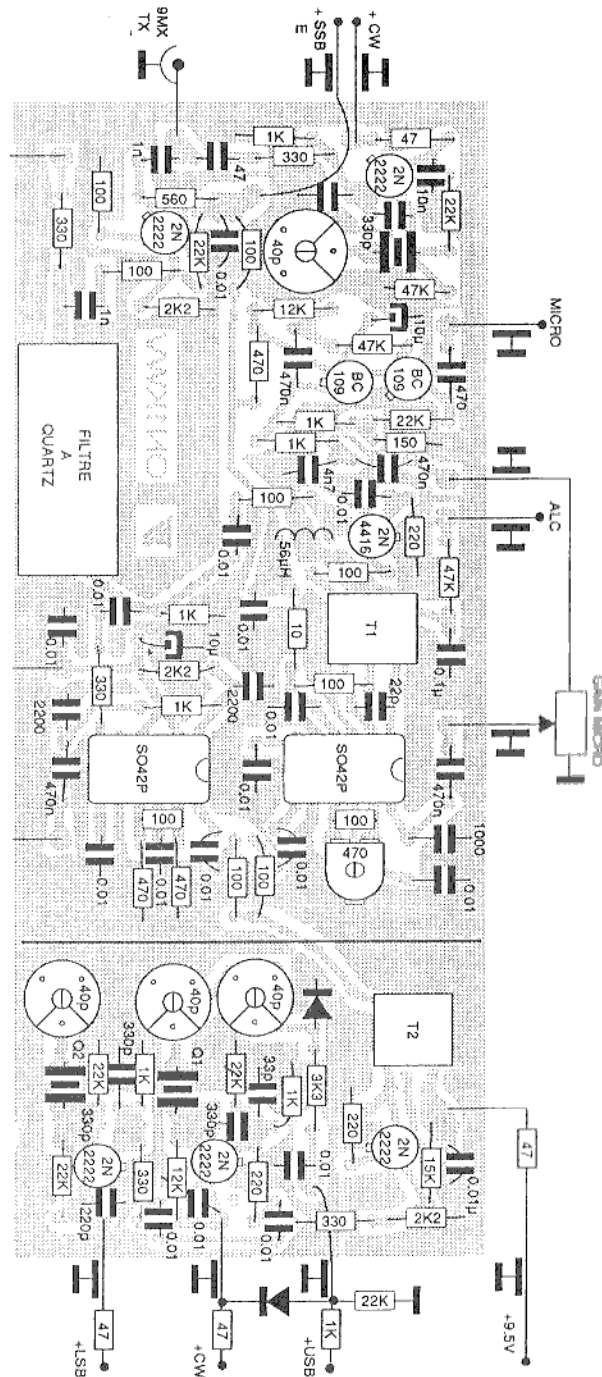 + CW
+ SSB
m
9MX
TX
1n
47
1K
330
47
2N
2222
10n
22K
100
330
560
2N
2222
22K
0.01
100
40p
330p
47K
100
2K2
1n
12K
10µ
47K
MICRO
470
470n
BC
109
BC
109
470
FILTRE
A
QUARTZ
1K
1K
22K
150
100
4n7
0.01
470n
ALC
0.01
.56µH
2N
4416
220
100
47K
0.01
0.01
1K
10µ
0.01
10
T1
0.1µ
330
2K2
1K
2200
2200
100
22p
0.01
470n
SO42P
0.01
SO42P
470n
1000
100
100
470
0.01
0.01
0.01
470
470
0.01
100
100
0.01
40p
40p
40p
T2
Q2
22K
330p
1K
Q1
22K
33p
1K
3K3
330p
330p
220
2N
2222
15K
0.01µ
47
22K
2N
2222
330
12K
2N
2222
220
0.01
220p
0.01
0.01
0.01
330
2K2
22K
47
47
1K
+LSB
+CW
+USB
+9.5V